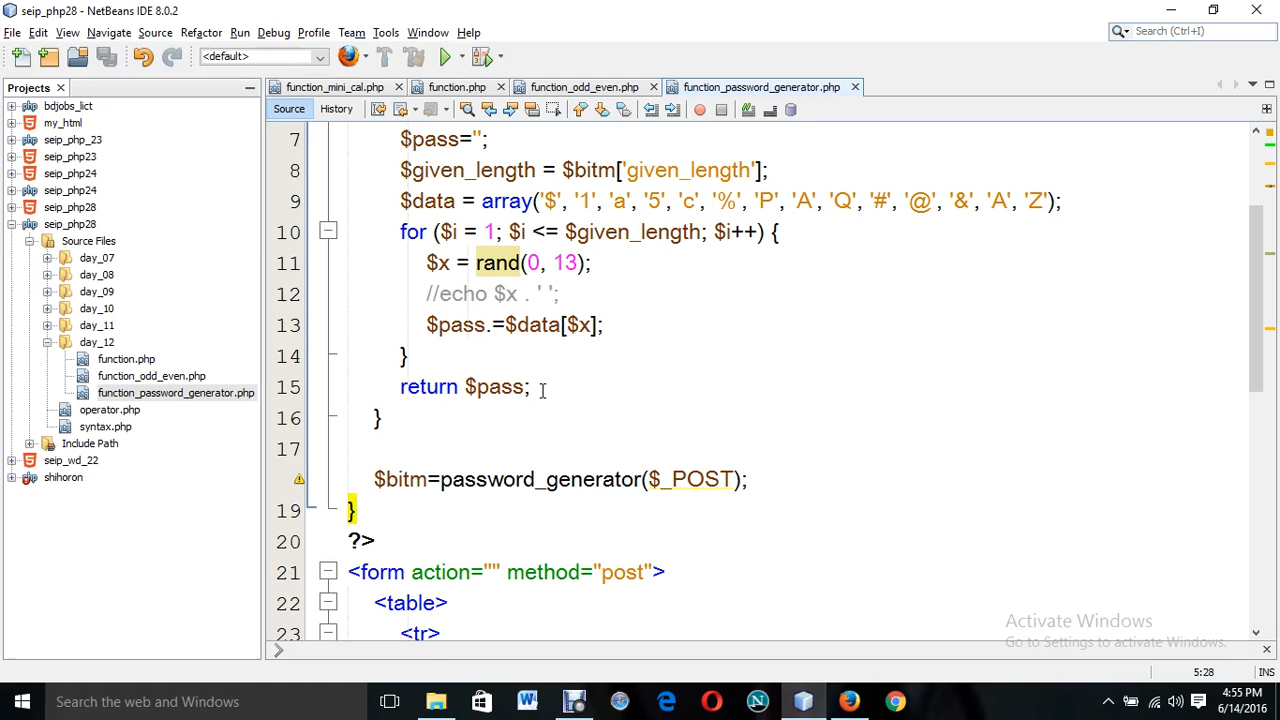 seip_php28 - NetBeans IDE 8.0.2
File Edit View Navigate Source Refactor Run Debug Profile Team Tools Window Help
Search (Ctrl+I)
<default>
Projects
function_mini_cal.php function.php function_odd_even.php function_password_generator.php
Source History
bdjobs_lict
my_html
seip_php_23
seip_php23
seip_php24
seip_php24
seip_php28
seip_php28
Source Files
day_07
day_08
day_09
day_10
day_11
day_12
function.php
function_odd_even.php
function_password_generator.php
operator.php
syntax.php
Include Path
seip_wd_22
shihoron
7 $pass='';
8 $given_length = $bitm['given_length'];
9 $data = array('$', '1', 'a', '5', 'c', '%', 'P', 'A', 'Q', '#', '@', '&', 'A', 'Z');
10 for ($i = 1; $i <= $given_length; $i++) {
11 $x = rand(0, 13);
12 //echo $x . ' ';
13 $pass.=$data[$x];
14 }
15 return $pass;
16 }
17
$bitm=password_generator($_POST);
19 }
20 ?>
21 <form action="" method="post">
22 <table>
23 <tr>
Activate Windows
Go to Settings to activate Windows.
5:28 INS
Search the web and Windows
4:55 PM
6/14/2016